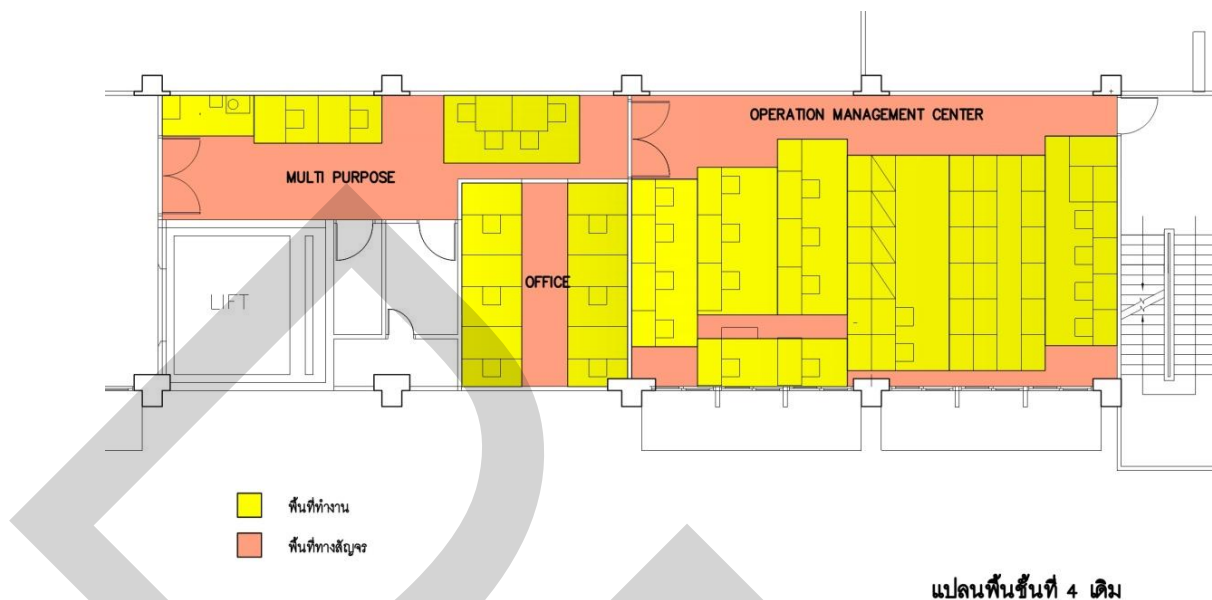 OPERATION MANAGEMENT CENTER
MULTI PURPOSE
OFFICE
LIFT
พื้นที่ทำงาน
พื้นที่ทางสัญจร
แปลนพื้นชั้นที่ 4 เดิม